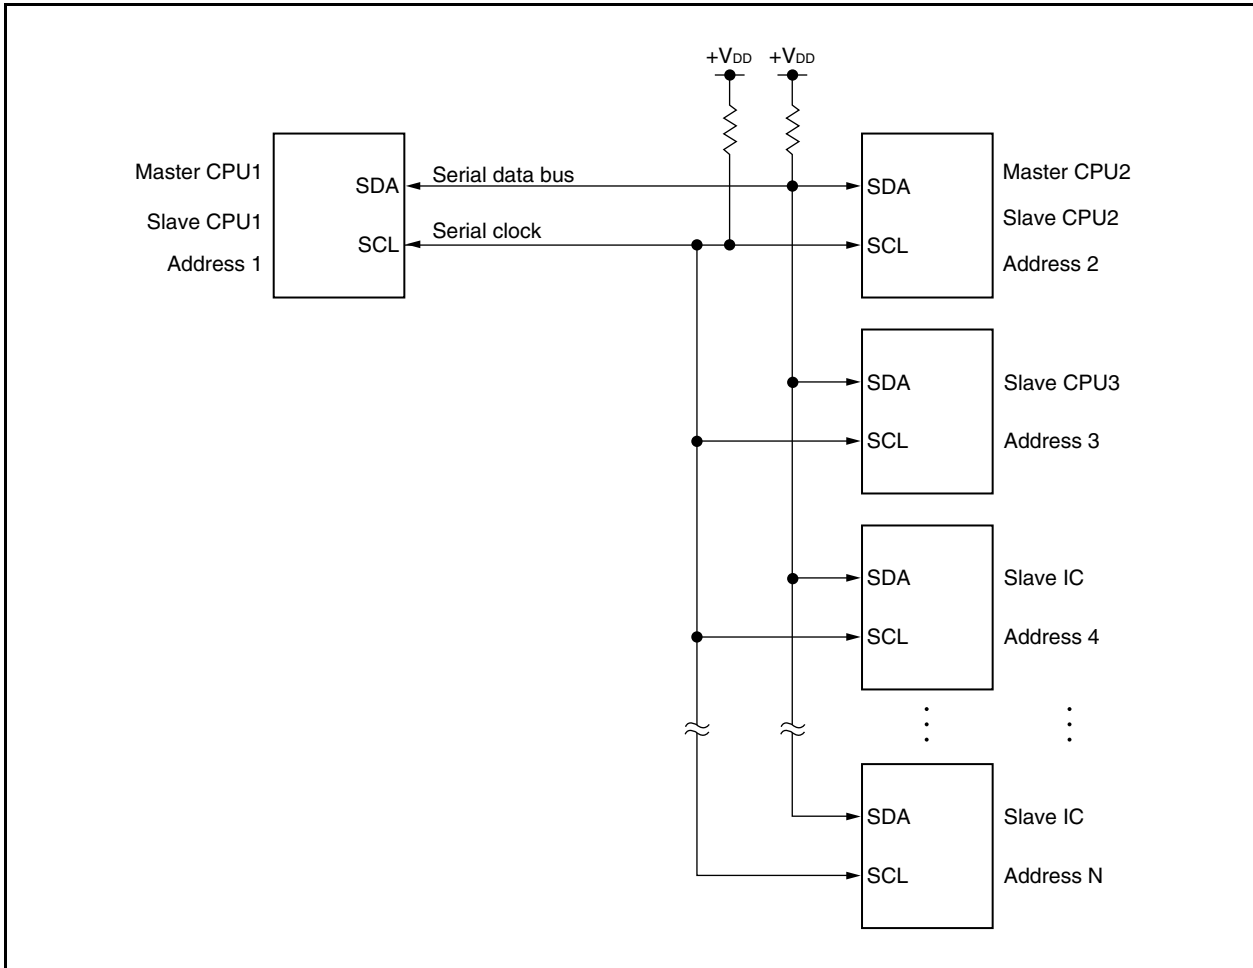 +VDD +VDD
Master CPU1
Slave CPU1
Address 1
SDA
SCL
Serial data bus
Serial clock
SDA
SCL
Master CPU2
Slave CPU2
Address 2
SDA
SCL
Slave CPU3
Address 3
SDA
SCL
Slave IC
Address 4
SDA
SCL
Slave IC
Address N